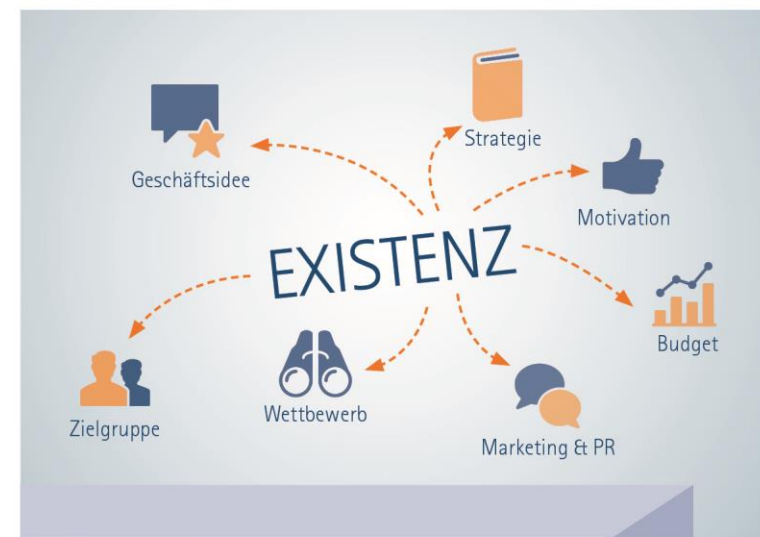 Strategie
Geschäftsidee
Motivation
EXISTENZ
Budget
Wettbewerb
Zielgruppe
Marketing & PR